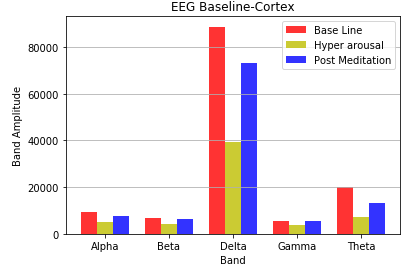 EEG Baseline-Cortex
Base Line
Hyper arousal
Post Meditation
80000
60000
40000
20000
0
Band Amplitude
Alpha Beta Delta Gamma Theta
Band